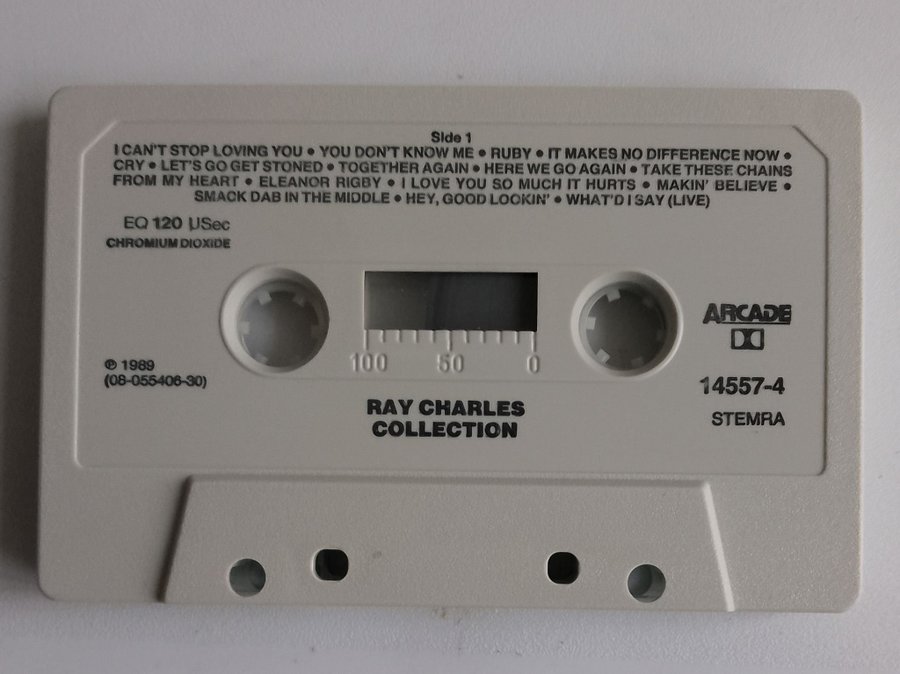 Side 1
I CAN'T STOP LOVING YOU • YOU DON'T KNOW ME • RUBY • IT MAKES NO DIFFERENCE NOW •
CRY • LET'S GO GET STONED • TOGETHER AGAIN • HERE WE GO AGAIN • TAKE THESE CHAINS
FROM MY HEART • ELEANOR RIGBY • I LOVE YOU SO MUCH IT HURTS • MAKIN' BELIEVE •
SMACK DAB IN THE MIDDLE • HEY, GOOD LOOKIN' • WHAT'D I SAY (LIVE)
EQ 120 µSec
CHROMIUM DIOXIDE
ARCADE
100 50 0
℗ 1989
(08-055406-30)
14557-4
RAY CHARLES
COLLECTION
STEMRA